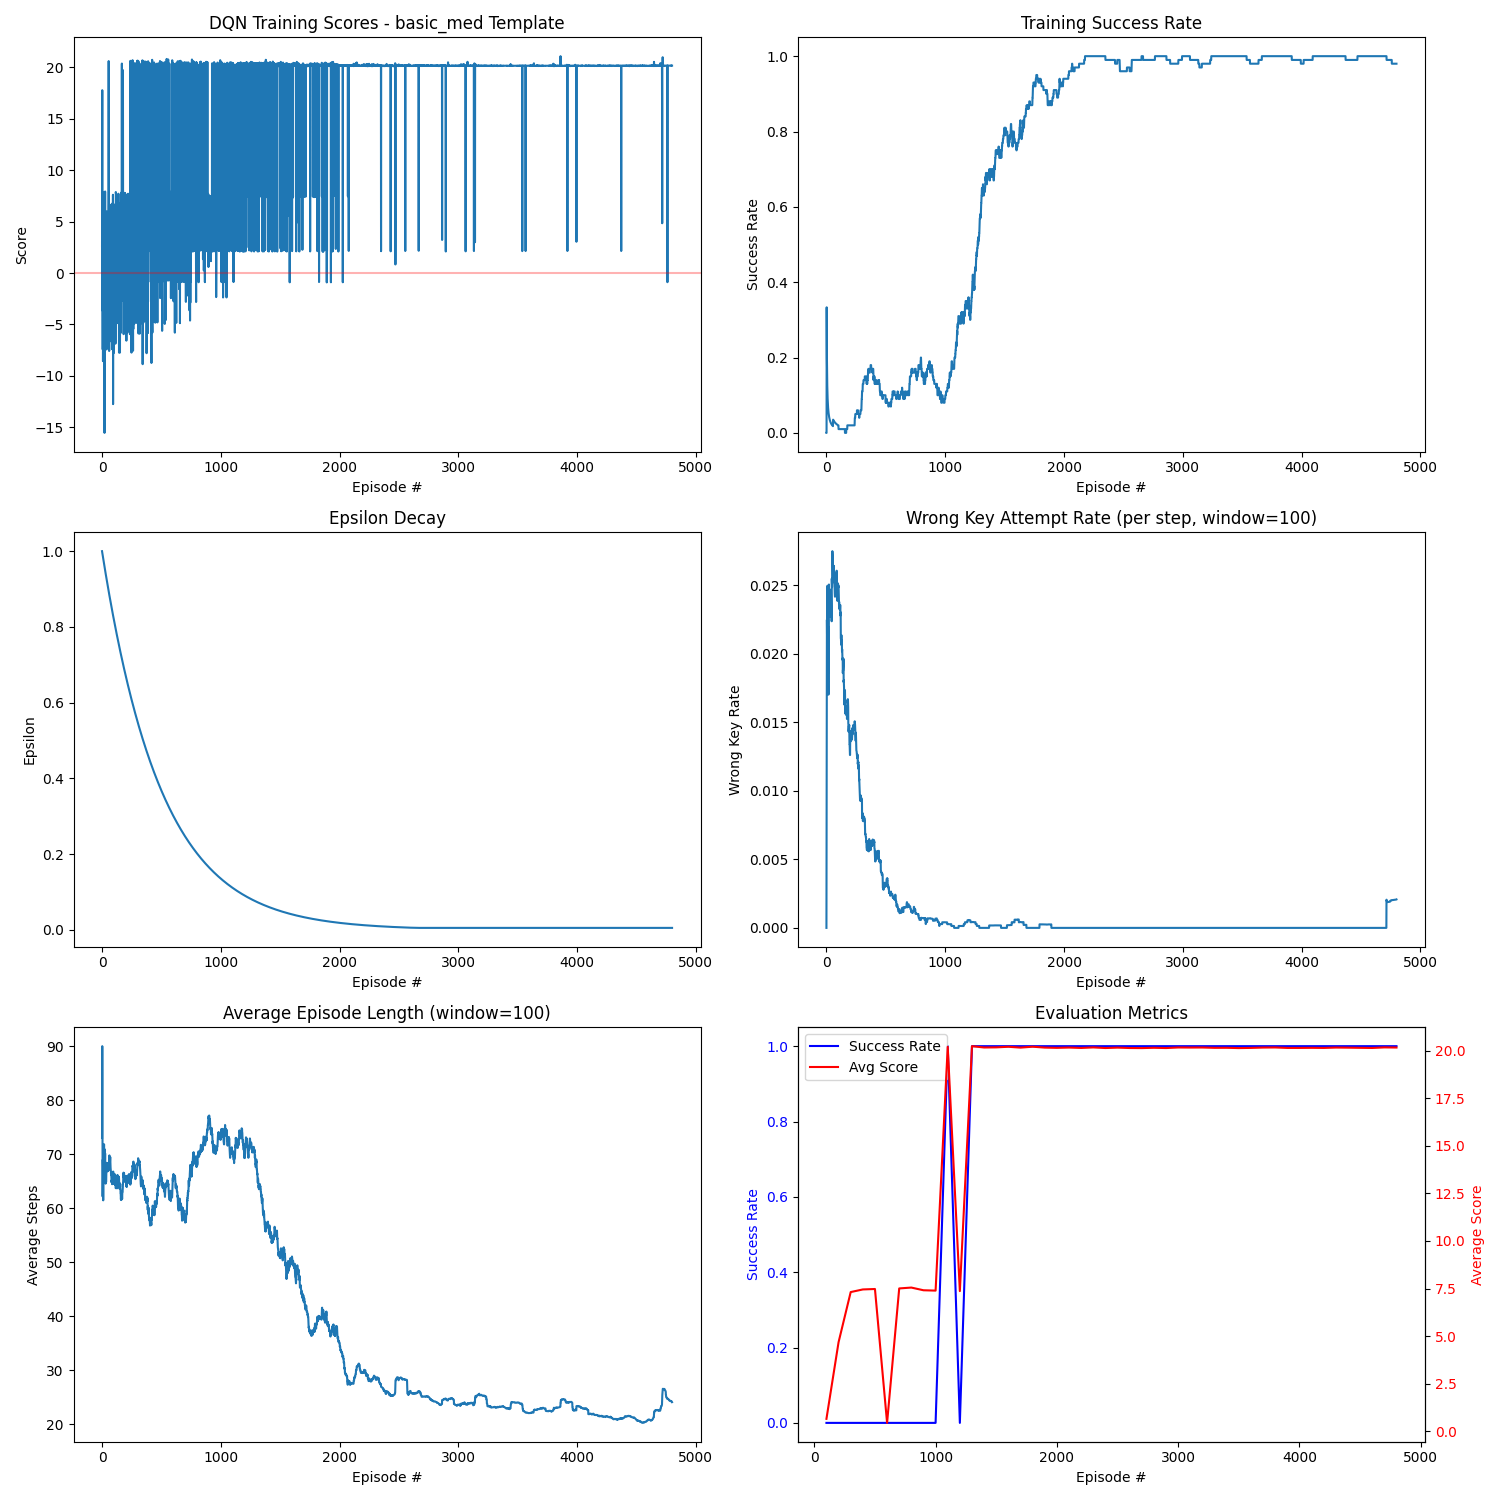 DQN Training Scores - basic_med Template
20
15
10
5
0
−5
−10
−15
Score
0 1000 2000 3000 4000 5000
Episode #
Training Success Rate
1.0
0.8
0.6
0.4
0.2
0.0
Success Rate
0 1000 2000 3000 4000 5000
Episode #
Epsilon Decay
1.0
0.8
0.6
0.4
0.2
0.0
Epsilon
0 1000 2000 3000 4000 5000
Episode #
Wrong Key Attempt Rate (per step, window=100)
0.025
0.020
0.015
0.010
0.005
0.000
Wrong Key Rate
0 1000 2000 3000 4000 5000
Episode #
Average Episode Length (window=100)
90
80
70
60
50
40
30
20
Average Steps
0 1000 2000 3000 4000 5000
Episode #
Evaluation Metrics
Success Rate
Avg Score
1.0
0.8
0.6
0.4
0.2
0.0
Success Rate
20.0
17.5
15.0
12.5
10.0
7.5
5.0
2.5
0.0
Average Score
0 1000 2000 3000 4000 5000
Episode #